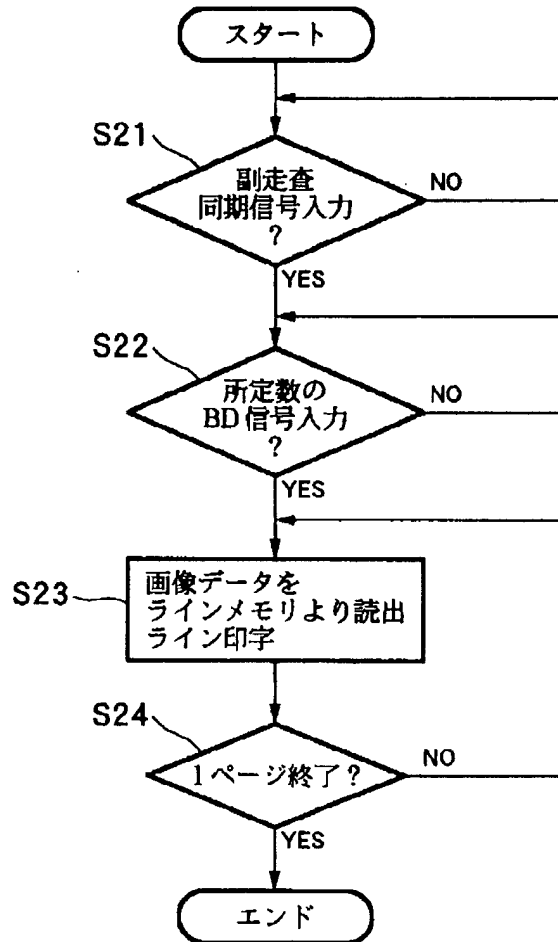 スタート
S21
副走査
同期信号入力
?
NO
YES
S22
所定数の
BD信号入力
?
NO
YES
S23
画像データを
ラインメモリより読出
ライン印字
S24
1ページ終了?
NO
YES
エンド